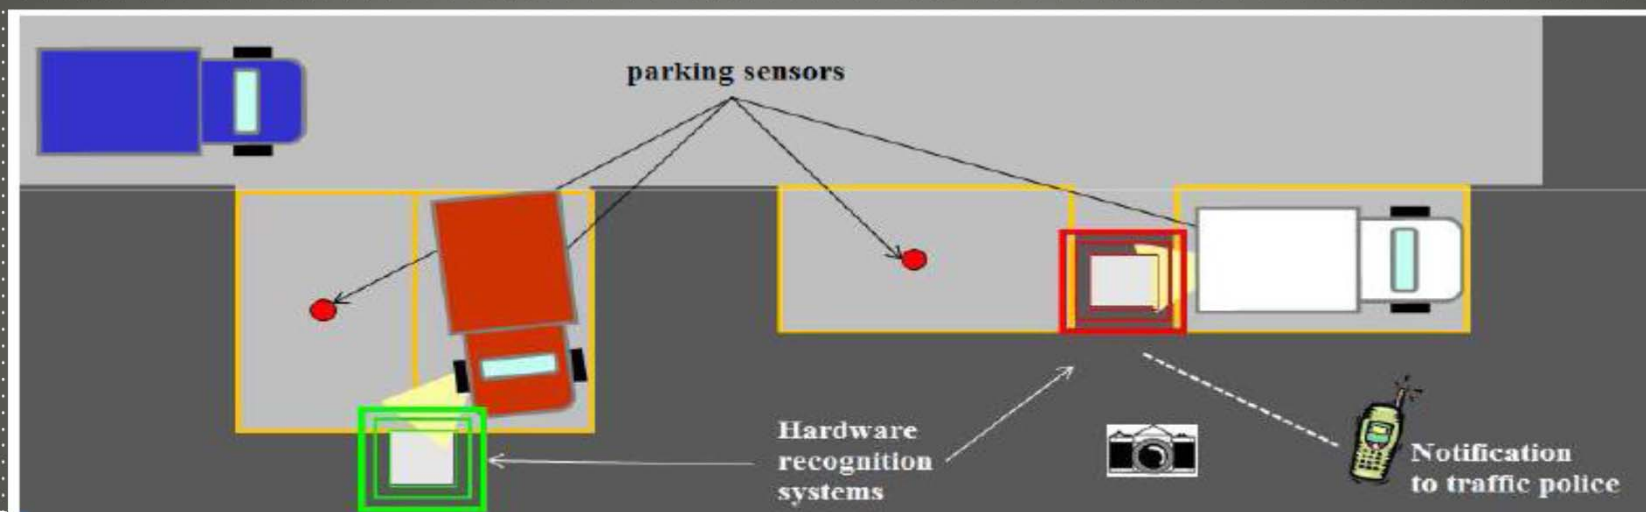 parking sensors
Hardware
recognition
systems
Notification
to traffic police